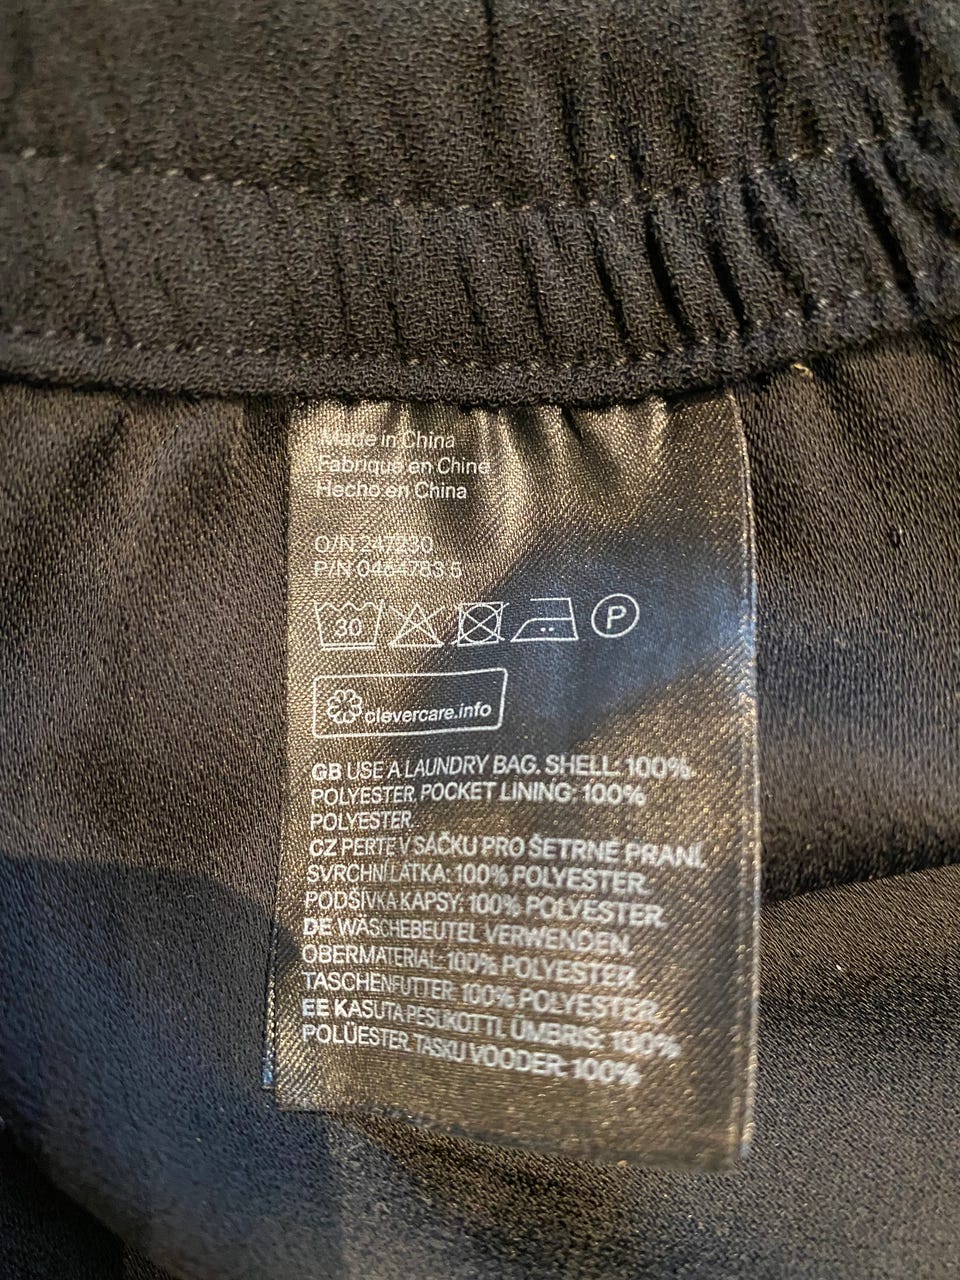 Made in China
Fabriqué en Chine
Hecho en China
O/N 247230
P/N 0464783.5
30 P
clevercare.info
GB USE A LAUNDRY BAG. SHELL: 100%
POLYESTER. POCKET LINING: 100%
POLYESTER
CZ PERTE V SÁČKU PRO ŠETRNÉ PRANÍ.
SVRCHNÍ LÁTKA: 100% POLYESTER.
PODŠÍVKA KAPSY: 100% POLYESTER.
DE WÄSCHEBEUTEL VERWENDEN.
OBERMATERIAL: 100% POLYESTER.
TASCHENFUTTER: 100% POLYESTER.
EE KASUTA PESUKOTTI. ÜMBRIS: 100%
POLÜESTER. TASKU VOODER: 100%